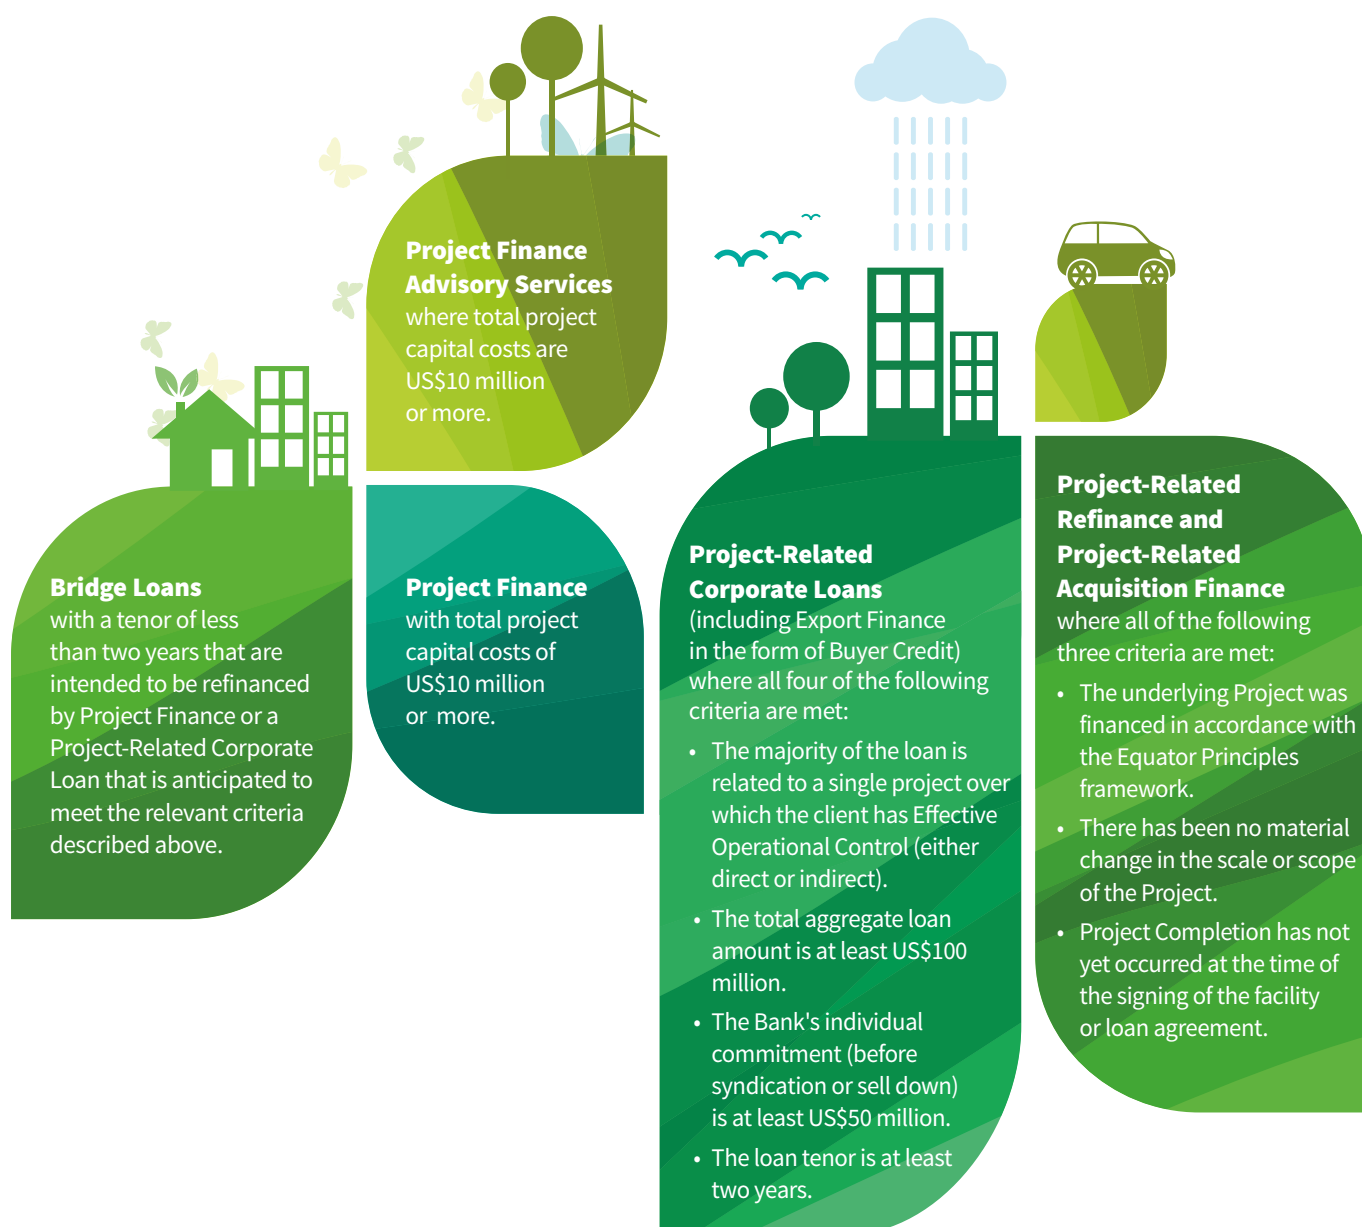 Project Finance
Advisory Services
where total project
capital costs are
US$10 million
or more.
Bridge Loans
with a tenor of less
than two years that are
intended to be refinanced
by Project Finance or a
Project-Related Corporate
Loan that is anticipated to
meet the relevant criteria
described above.
Project Finance
with total project
capital costs of
US$10 million
or more.
Project-Related
Corporate Loans
(including Export Finance
in the form of Buyer Credit)
where all four of the following
criteria are met:
• The majority of the loan is
related to a single project over
which the client has Effective
Operational Control (either
direct or indirect).
• The total aggregate loan
amount is at least US$100
million.
• The Bank's individual
commitment (before
syndication or sell down)
is at least US$50 million.
• The loan tenor is at least
two years.
Project-Related
Refinance and
Project-Related
Acquisition Finance
where all of the following
three criteria are met:
• The underlying Project was
financed in accordance with
the Equator Principles
framework.
• There has been no material
change in the scale or scope
of the Project.
• Project Completion has not
yet occurred at the time of
the signing of the facility
or loan agreement.